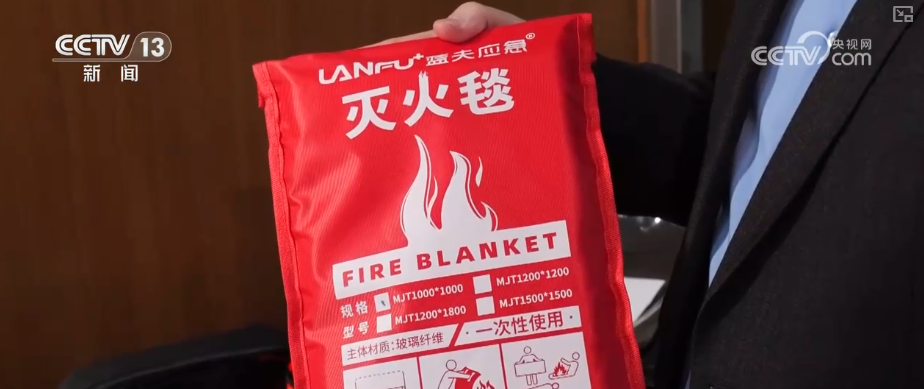 CCTV 13
新闻
央视网
CCTV.com
LANFU+ 蓝夫应急®
灭火毯
FIRE BLANKET
规格 MJT1000*1000 MJT1200*1200
型号 MJT1200*1800 MJT1500*1500
主体材质:玻璃纤维 ·一次性使用·